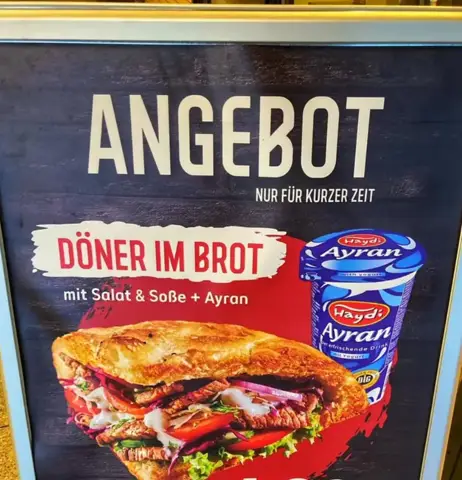 ANGEBOT
NUR FÜR KURZER ZEIT
DÖNER IM BROT
mit Salat & Soße + Ayran
Haydi
Ayran
Haydi
Ayran